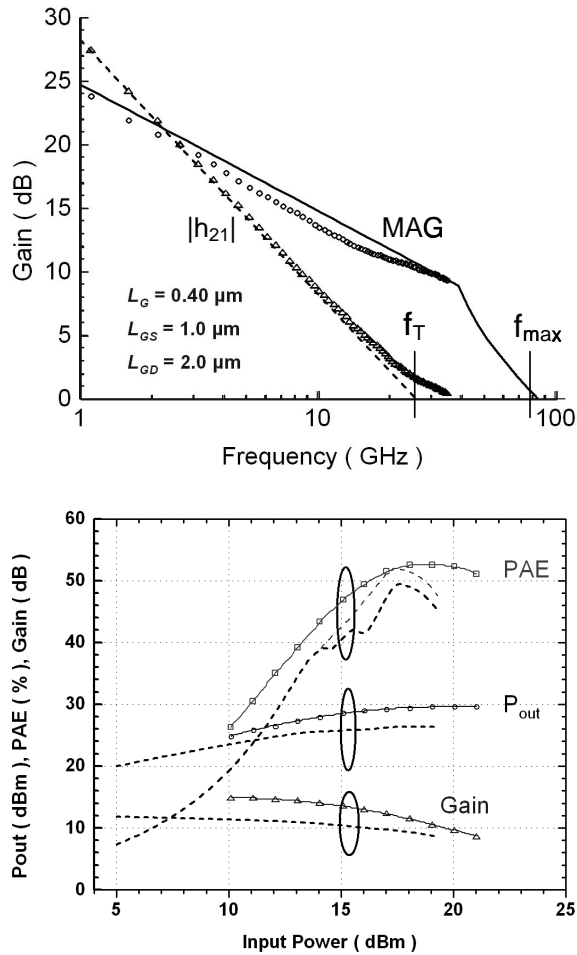 30
25
20
15
10
5
0
Gain ( dB )
|h21|
MAG
LG = 0.40 µm
LGS = 1.0 µm
LGD = 2.0 µm
fT
fmax
1
10
100
Frequency ( GHz )
60
50
40
30
20
10
0
Pout ( dBm ), PAE ( % ), Gain ( dB )
PAE
Pout
Gain
5
10
15
20
25
Input Power ( dBm )